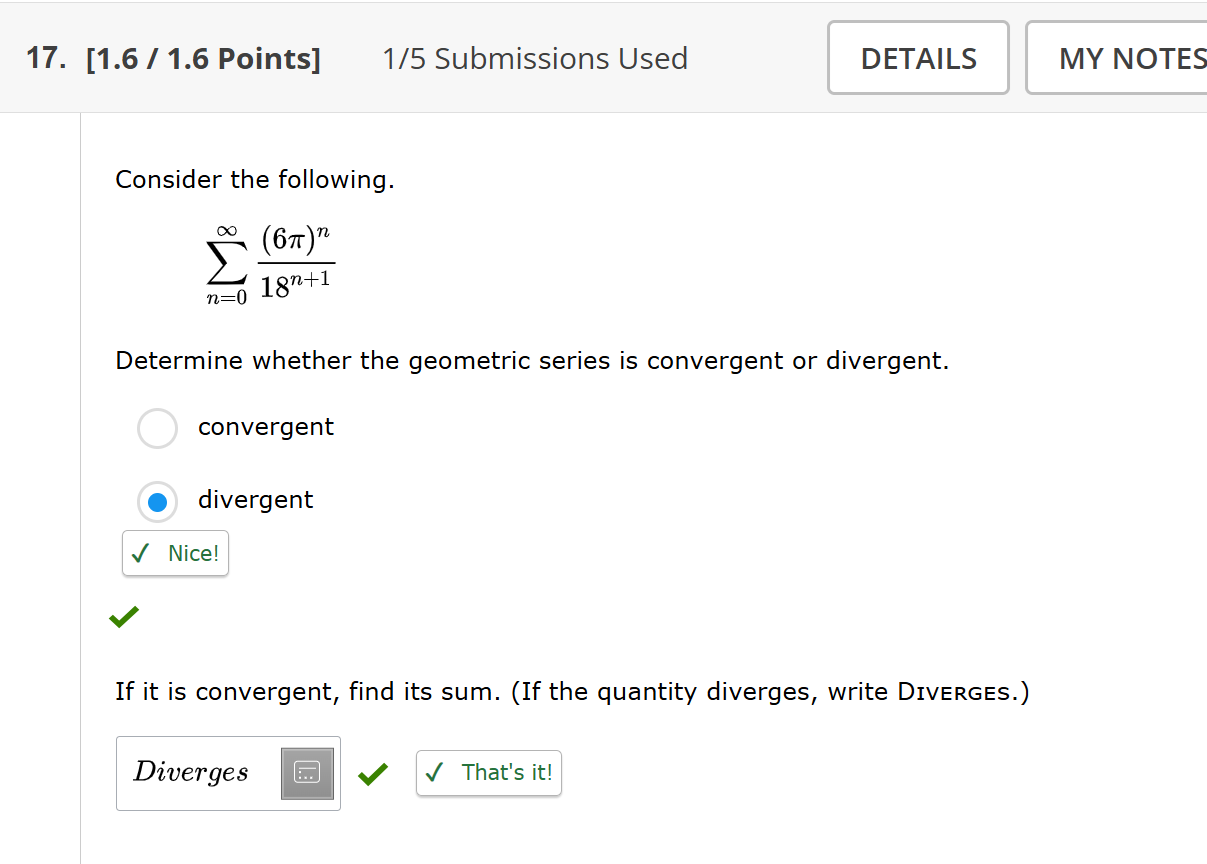 17. [1.6 / 1.6 Points] 1/5 Submissions Used DETAILS MY NOTES
Consider the following.
∞
∑ (6π)ⁿ / 18ⁿ⁺¹
n=0
Determine whether the geometric series is convergent or divergent.
convergent
divergent
✓ Nice!
If it is convergent, find its sum. (If the quantity diverges, write DIVERGES.)
Diverges ✓ That's it!